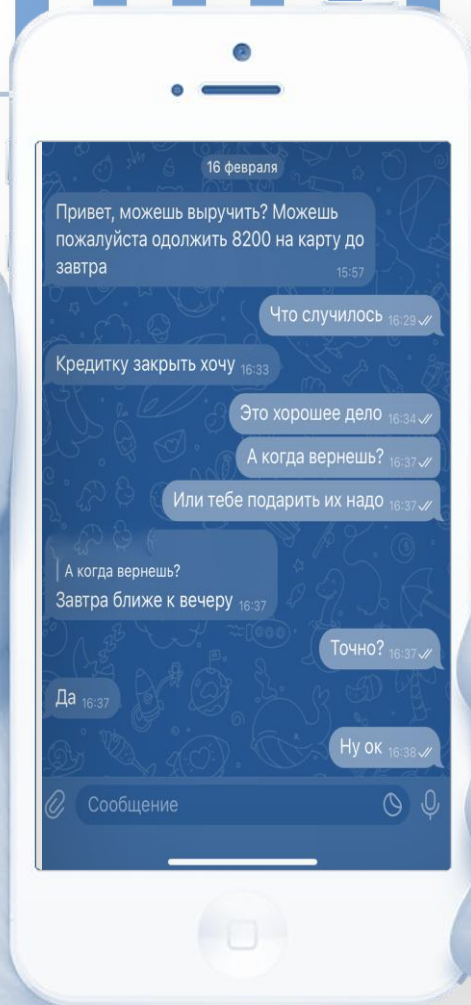 16 февраля
Привет, можешь выручить? Можешь
пожалуйста одолжить 8200 на карту до
завтра
15:57
Что случилось 16:29
Кредитку закрыть хочу 16:33
Это хорошее дело 16:34
А когда вернешь? 16:37
Или тебе подарить их надо 16:37
А когда вернешь?
Завтра ближе к вечеру 16:37
Точно? 16:37
Да 16:37
Ну ок 16:38
Сообщение